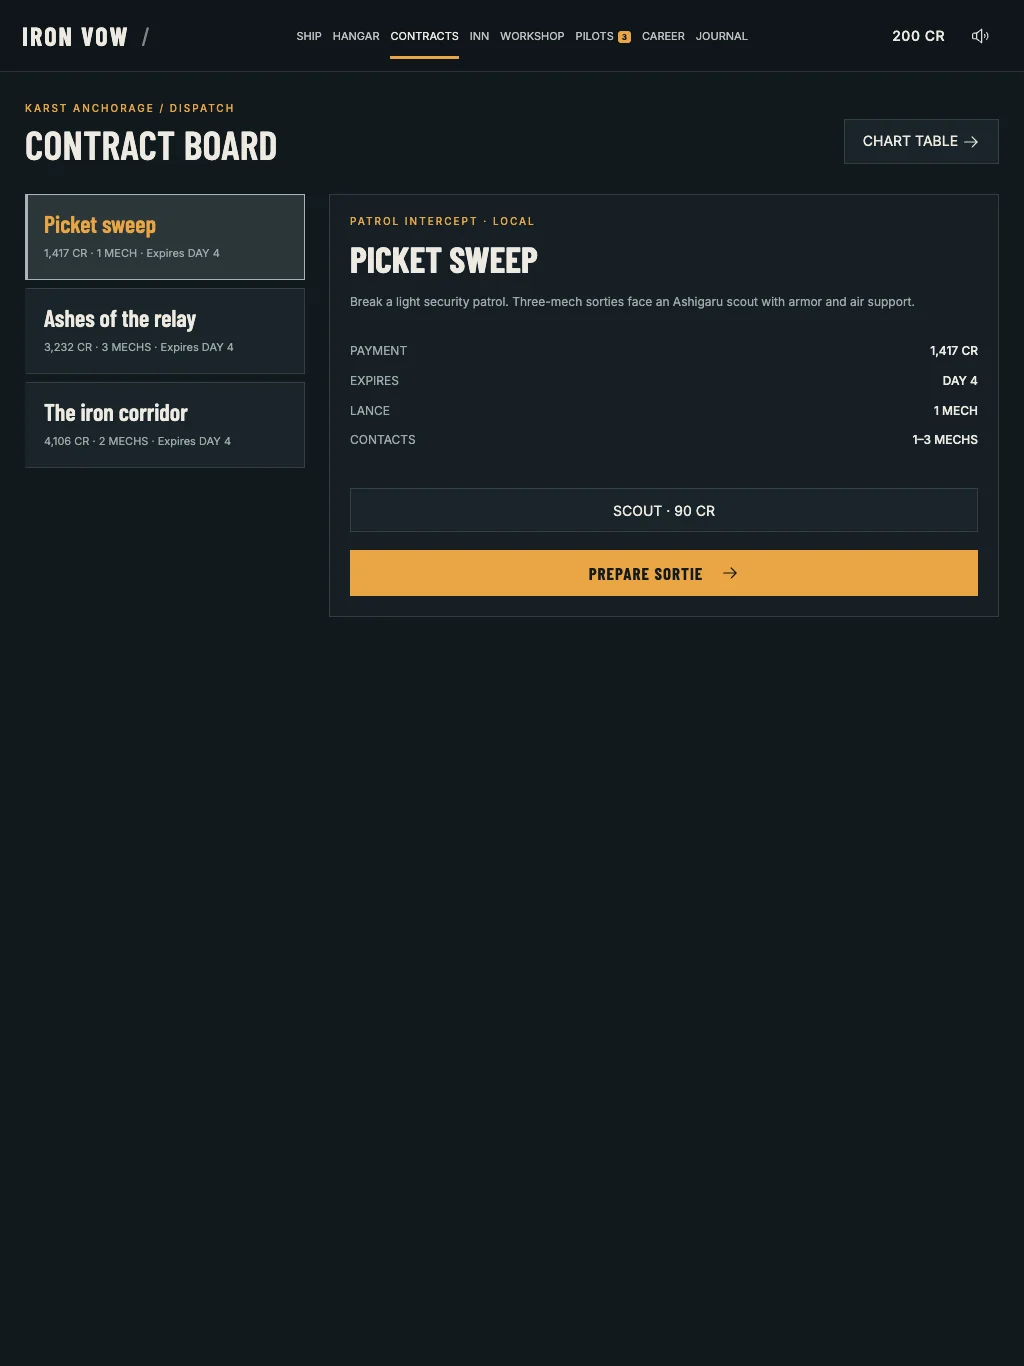 IRON VOW /
SHIP HANGAR CONTRACTS INN WORKSHOP PILOTS 3 CAREER JOURNAL
200 CR
KARST ANCHORAGE / DISPATCH
CONTRACT BOARD
CHART TABLE →
Picket sweep
1,417 CR · 1 MECH · Expires DAY 4
Ashes of the relay
3,232 CR · 3 MECHS · Expires DAY 4
The iron corridor
4,106 CR · 2 MECHS · Expires DAY 4
PATROL INTERCEPT · LOCAL
PICKET SWEEP
Break a light security patrol. Three-mech sorties face an Ashigaru scout with armor and air support.
PAYMENT 1,417 CR
EXPIRES DAY 4
LANCE 1 MECH
CONTACTS 1–3 MECHS
SCOUT · 90 CR
PREPARE SORTIE →